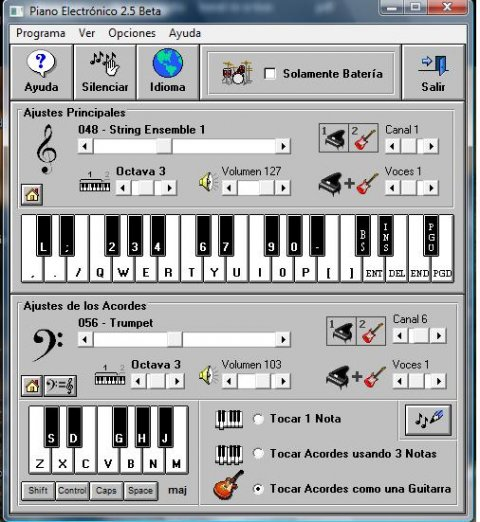 Piano Electrónico 2.5 Beta
Programa Ver Opciones Ayuda
Ayuda Silenciar Idioma Solamente Batería Salir
Ajustes Principales
048 - String Ensemble 1 1 2 Canal 1
1 2 Octava 3 Volumen 127 Voces 1
L ; 2 3 4 6 7 9 0 - BS INS PGU
, . / Q W E R T Y U I O P [ ] ENT DEL END PGD
Ajustes de los Acordes
056 - Trumpet 1 2 Canal 6
1 2 Octava 3 Volumen 103 Voces 1
Tocar 1 Nota
S D G H J
Tocar Acordes usando 3 Notas
Z X C V B N M
Shift Control Caps Space maj Tocar Acordes como una Guitarra